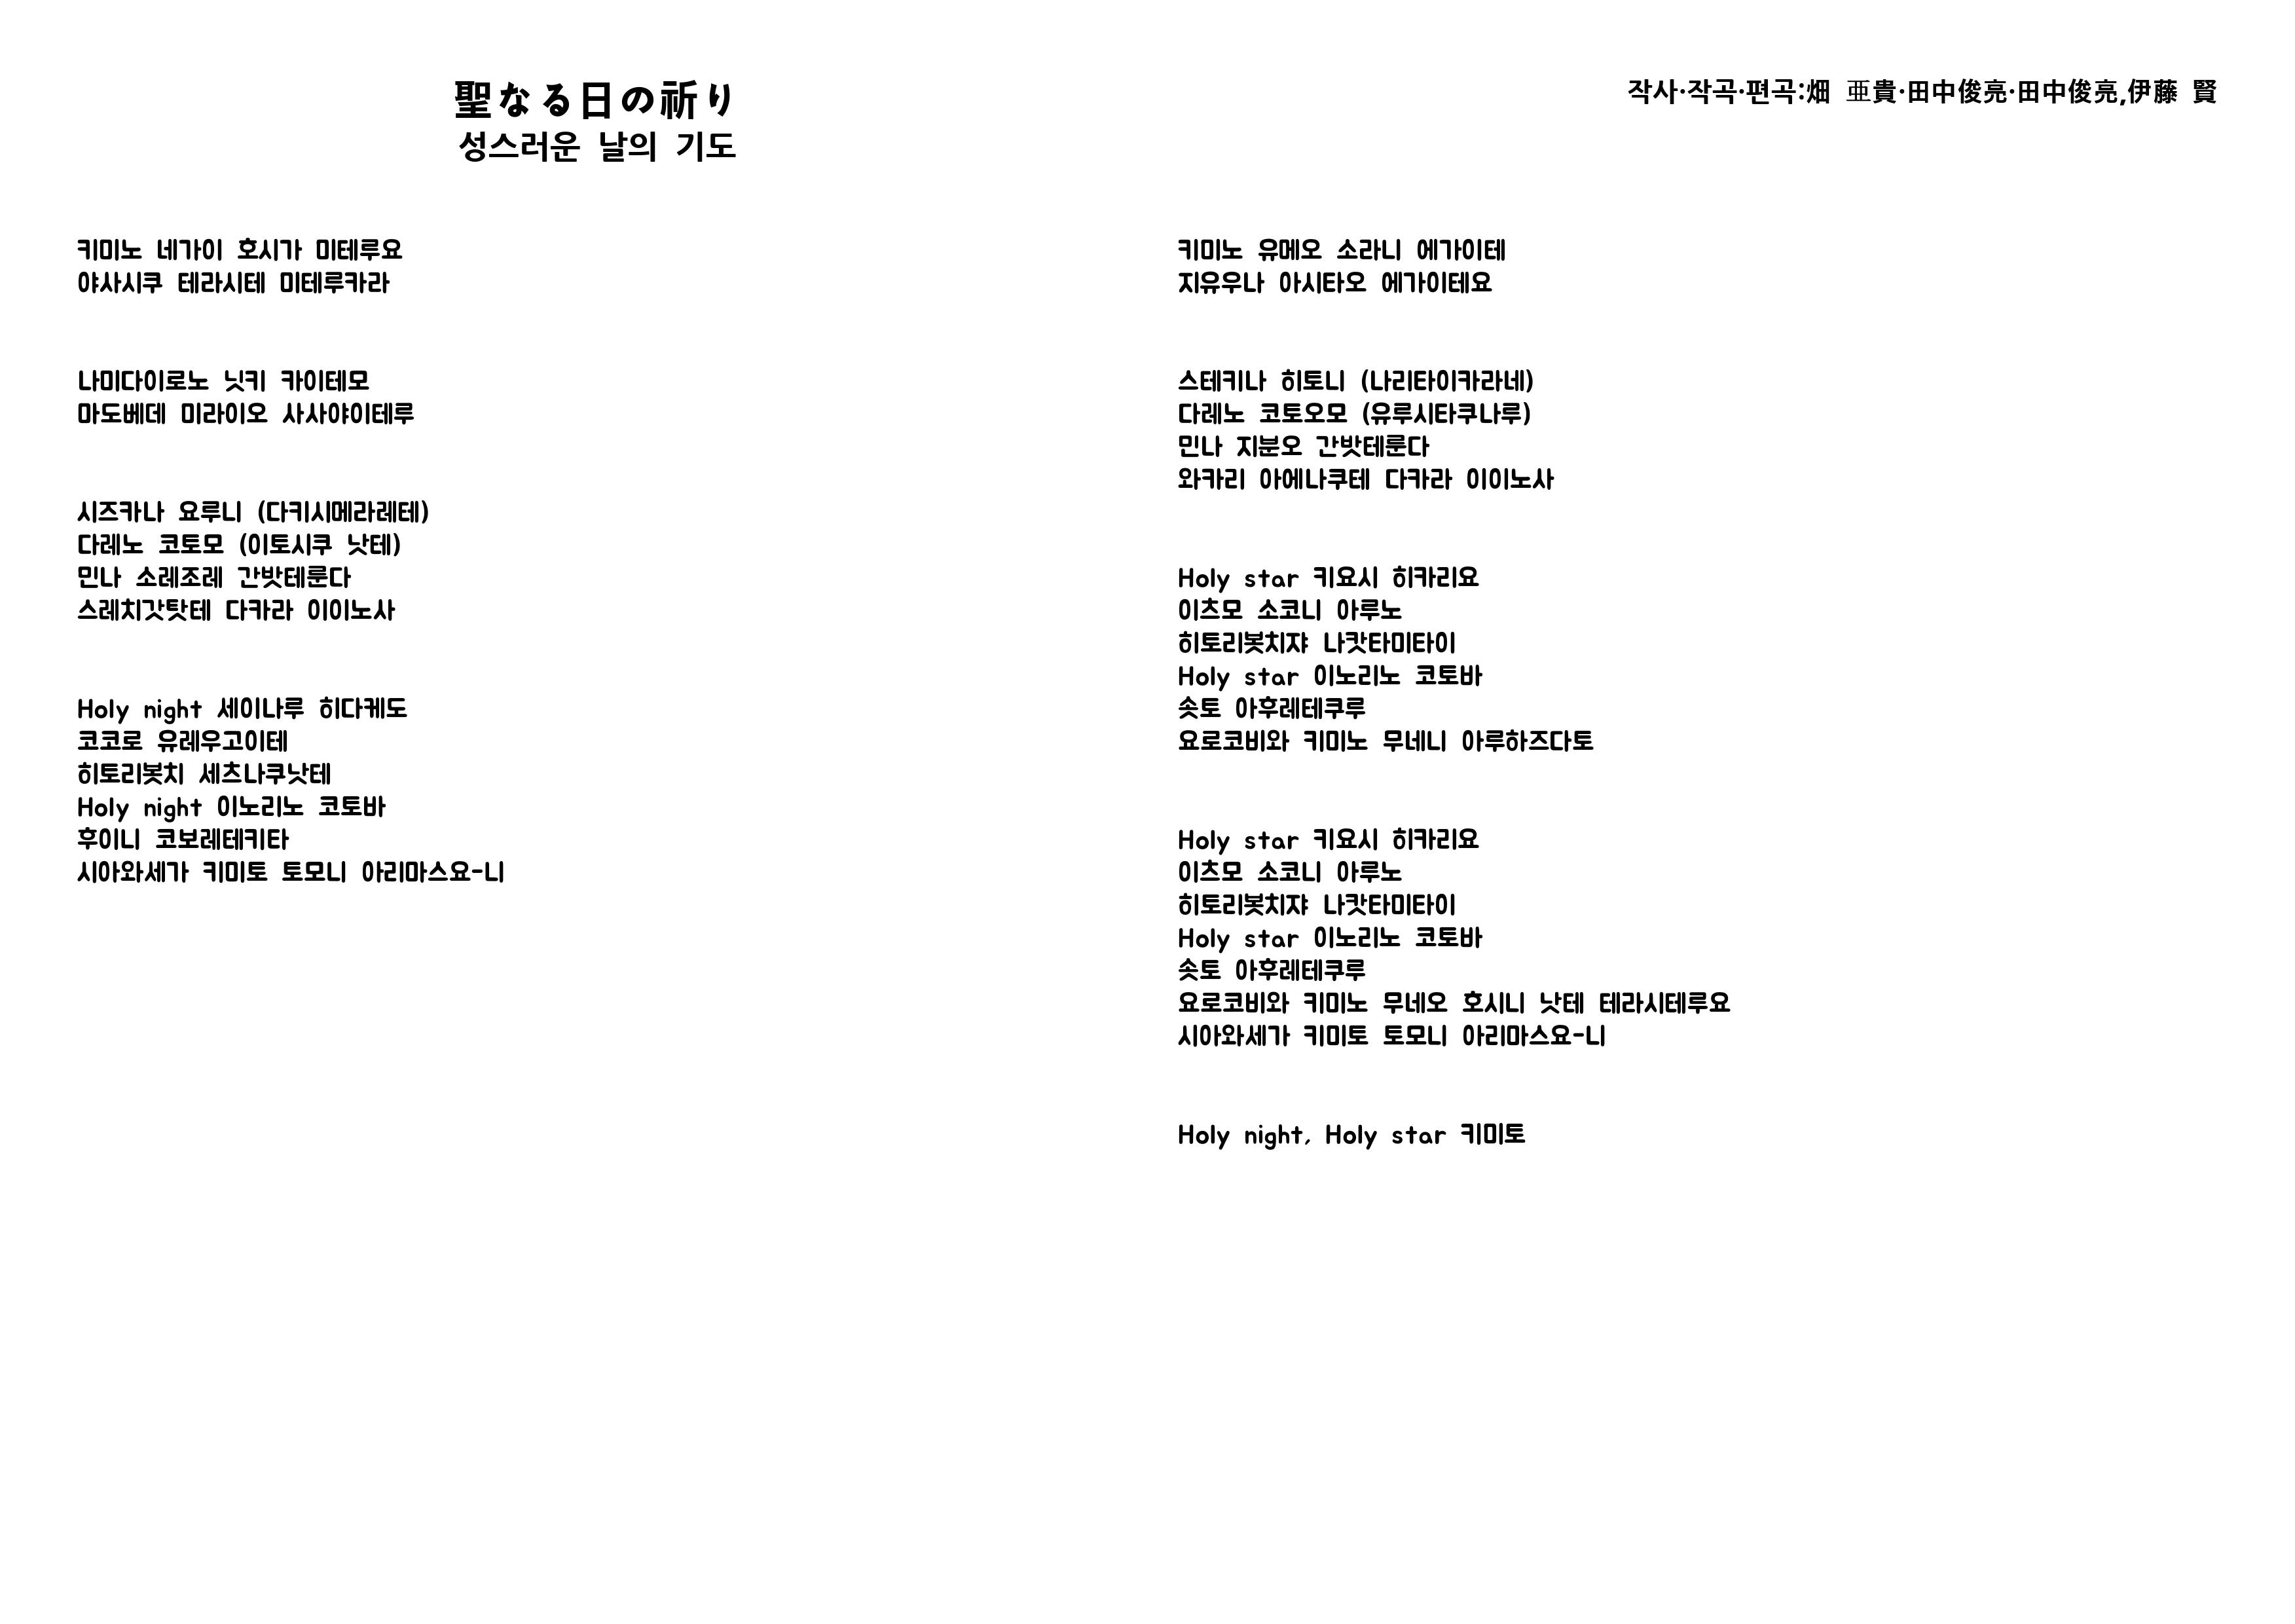 聖なる日の祈り
성스러운 날의 기도
작사·작곡·편곡:畑 亜貴·田中俊亮·田中俊亮,伊藤 賢
키미노 네가이 호시가 미테루요
야사시쿠 테라시테 미테루카라
나미다이로노 닛키 카이테모
마도베데 미라이오 사사야이테루
시즈카나 요루니 (다키시메라레테)
다레노 코토모 (이토시쿠 낫테)
민나 소레조레 간밧테룬다
스레치갓탓테 다카라 이이노사
Holy night 세이나루 히다케도
코코로 유레우고이테
히토리봇치 세츠나쿠낫테
Holy night 이노리노 코토바
후이니 코보레테키타
시아와세가 키미토 토모니 아리마스요-니
키미노 유메오 소라니 에가이테
지유우나 아시타오 에가이테요
스테키나 히토니 (나리타이카라네)
다레노 코토오모 (유루시타쿠나루)
민나 지분오 간밧테룬다
와카리 아에나쿠테 다카라 이이노사
Holy star 키요시 히카리요
이츠모 소코니 아루노
히토리봇치쟈 나캇타미타이
Holy star 이노리노 코토바
솟토 아후레테쿠루
요로코비와 키미노 무네니 아루하즈다토
Holy star 키요시 히카리요
이츠모 소코니 아루노
히토리봇치쟈 나캇타미타이
Holy star 이노리노 코토바
솟토 아후레테쿠루
요로코비와 키미노 무네오 호시니 낫테 테라시테루요
시아와세가 키미토 토모니 아리마스요-니
Holy night, Holy star 키미토